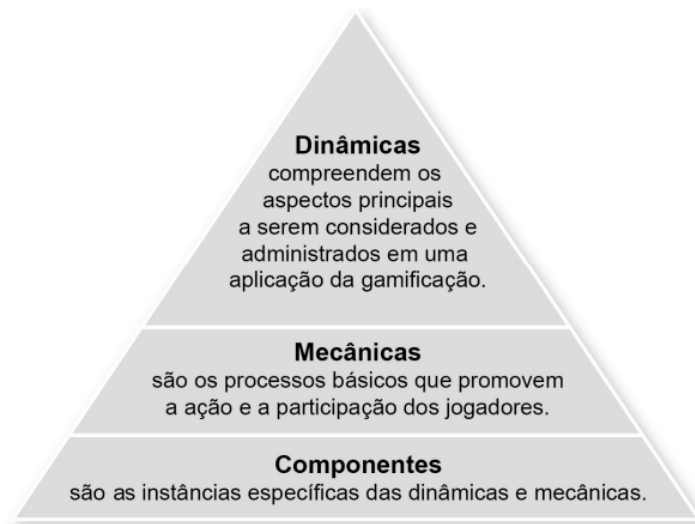 Dinâmicas
compreendem os
aspectos principais
a serem considerados e
administrados em uma
aplicação da gamificação.
Mecânicas
são os processos básicos que promovem
a ação e a participação dos jogadores.
Componentes
são as instâncias específicas das dinâmicas e mecânicas.